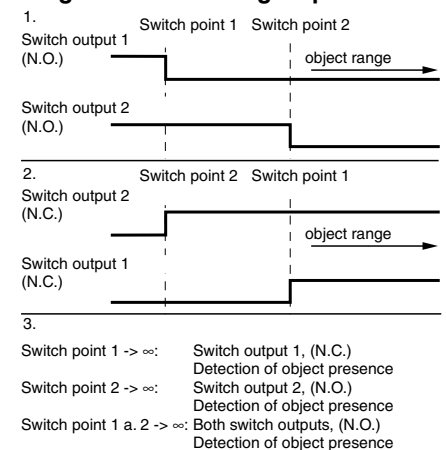 1.
Switch point 1 Switch point 2
Switch output 1
(N.O.)
object range
Switch output 2
(N.O.)
2.
Switch point 2 Switch point 1
Switch output 2
(N.C.)
object range
Switch output 1
(N.C.)
3.
Switch point 1 -> ∞: Switch output 1, (N.C.)
Detection of object presence
Switch point 2 -> ∞: Switch output 2, (N.O.)
Detection of object presence
Switch point 1 a. 2 -> ∞: Both switch outputs, (N.O.)
Detection of object presence